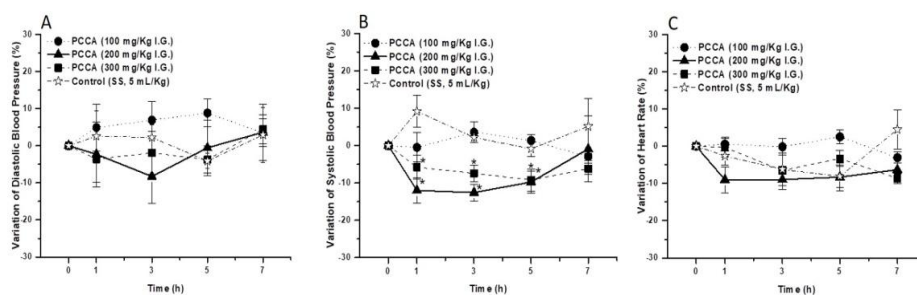 A
PCCA (100 mg/Kg I.G.)
PCCA (200 mg/Kg I.G.)
PCCA (300 mg/Kg I.G.)
Control (SS, 5 mL/Kg)
Variation of Diastolic Blood Pressure (%)
30
20
10
0
-10
-20
-30
0 1 3 5 7
Time (h)
B
PCCA (100 mg/Kg I.G.)
PCCA (200 mg/Kg I.G.)
PCCA (300 mg/Kg I.G.)
Control (SS, 5 mL/Kg)
Variation of Systolic Blood Pressure (%)
30
20
10
0
-10
-20
-30
* * * * * *
0 1 3 5 7
Time (h)
C
PCCA (100 mg/Kg I.G.)
PCCA (200 mg/Kg I.G.)
PCCA (300 mg/Kg I.G.)
Control (SS, 5 mL/Kg)
Variation of Heart Rate (%)
30
20
10
0
-10
-20
-30
0 1 3 5 7
Time (h)